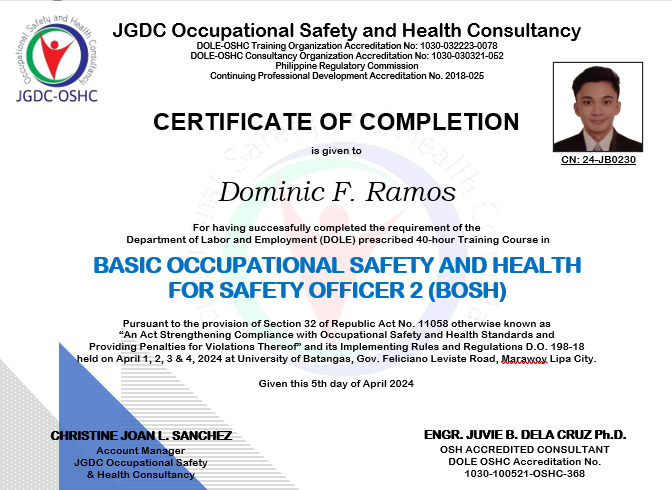 Occupational Safety and Health Consultancy
JGDC-OSHC
JGDC Occupational Safety and Health Consultancy
DOLE-OSHC Training Organization Accreditation No: 1030-032223-0078
DOLE-OSHC Consultancy Organization Accreditation No: 1030-030321-052
Philippine Regulatory Commission
Continuing Professional Development Accreditation No. 2018-025
CERTIFICATE OF COMPLETION
CN: 24-JB0230
is given to
Dominic F. Ramos
For having successfully completed the requirement of the
Department of Labor and Employment (DOLE) prescribed 40-hour Training Course in
BASIC OCCUPATIONAL SAFETY AND HEALTH
FOR SAFETY OFFICER 2 (BOSH)
Pursuant to the provision of Section 32 of Republic Act No. 11058 otherwise known as
“An Act Strengthening Compliance with Occupational Safety and Health Standards and
Providing Penalties for Violations Thereof” and its Implementing Rules and Regulations D.O. 198-18
held on April 1, 2, 3 & 4, 2024 at University of Batangas, Gov. Feliciano Leviste Road, Marawoy Lipa City.
Given this 5th day of April 2024
CHRISTINE JOAN L. SANCHEZ
Account Manager
JGDC Occupational Safety
& Health Consultancy
ENGR. JUVIE B. DELA CRUZ Ph.D.
OSH ACCREDITED CONSULTANT
DOLE OSHC Accreditation No.
1030-100521-OSHC-368